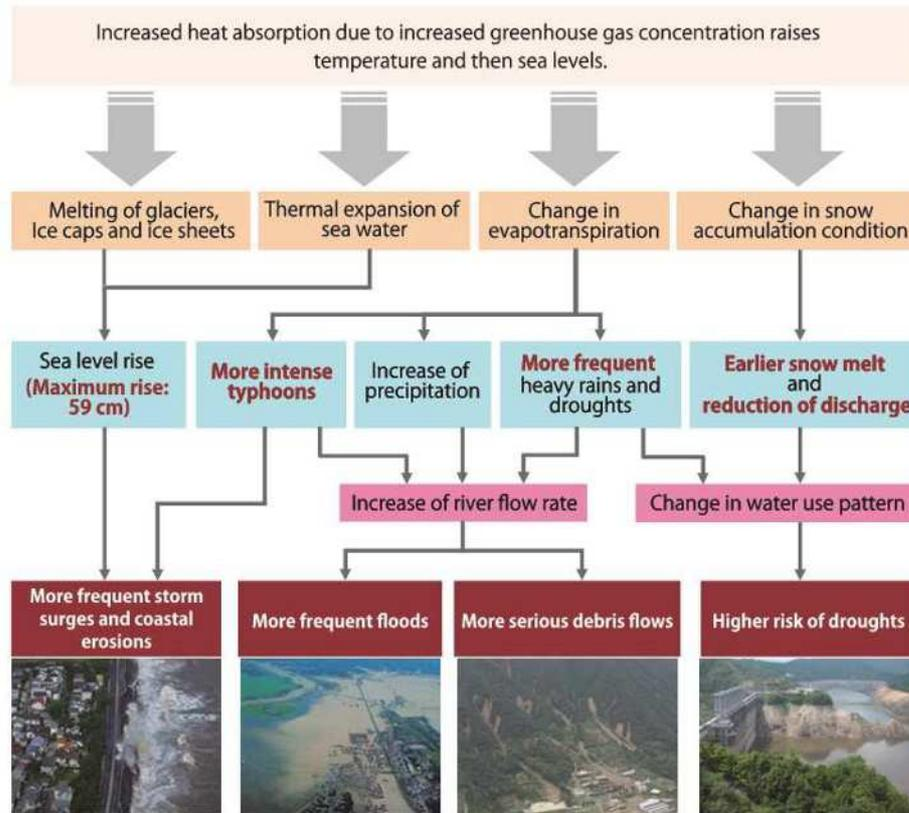 Increased heat absorption due to increased greenhouse gas concentration raises
temperature and then sea levels.
Melting of glaciers,
Ice caps and ice sheets
Thermal expansion of
sea water
Change in
evapotranspiration
Change in snow
accumulation condition
Sea level rise
(Maximum rise:
59 cm)
More intense
typhoons
Increase of
precipitation
More frequent
heavy rains and
droughts
Earlier snow melt
and
reduction of discharge
Increase of river flow rate
Change in water use pattern
More frequent storm
surges and coastal
erosions
More frequent floods
More serious debris flows
Higher risk of droughts